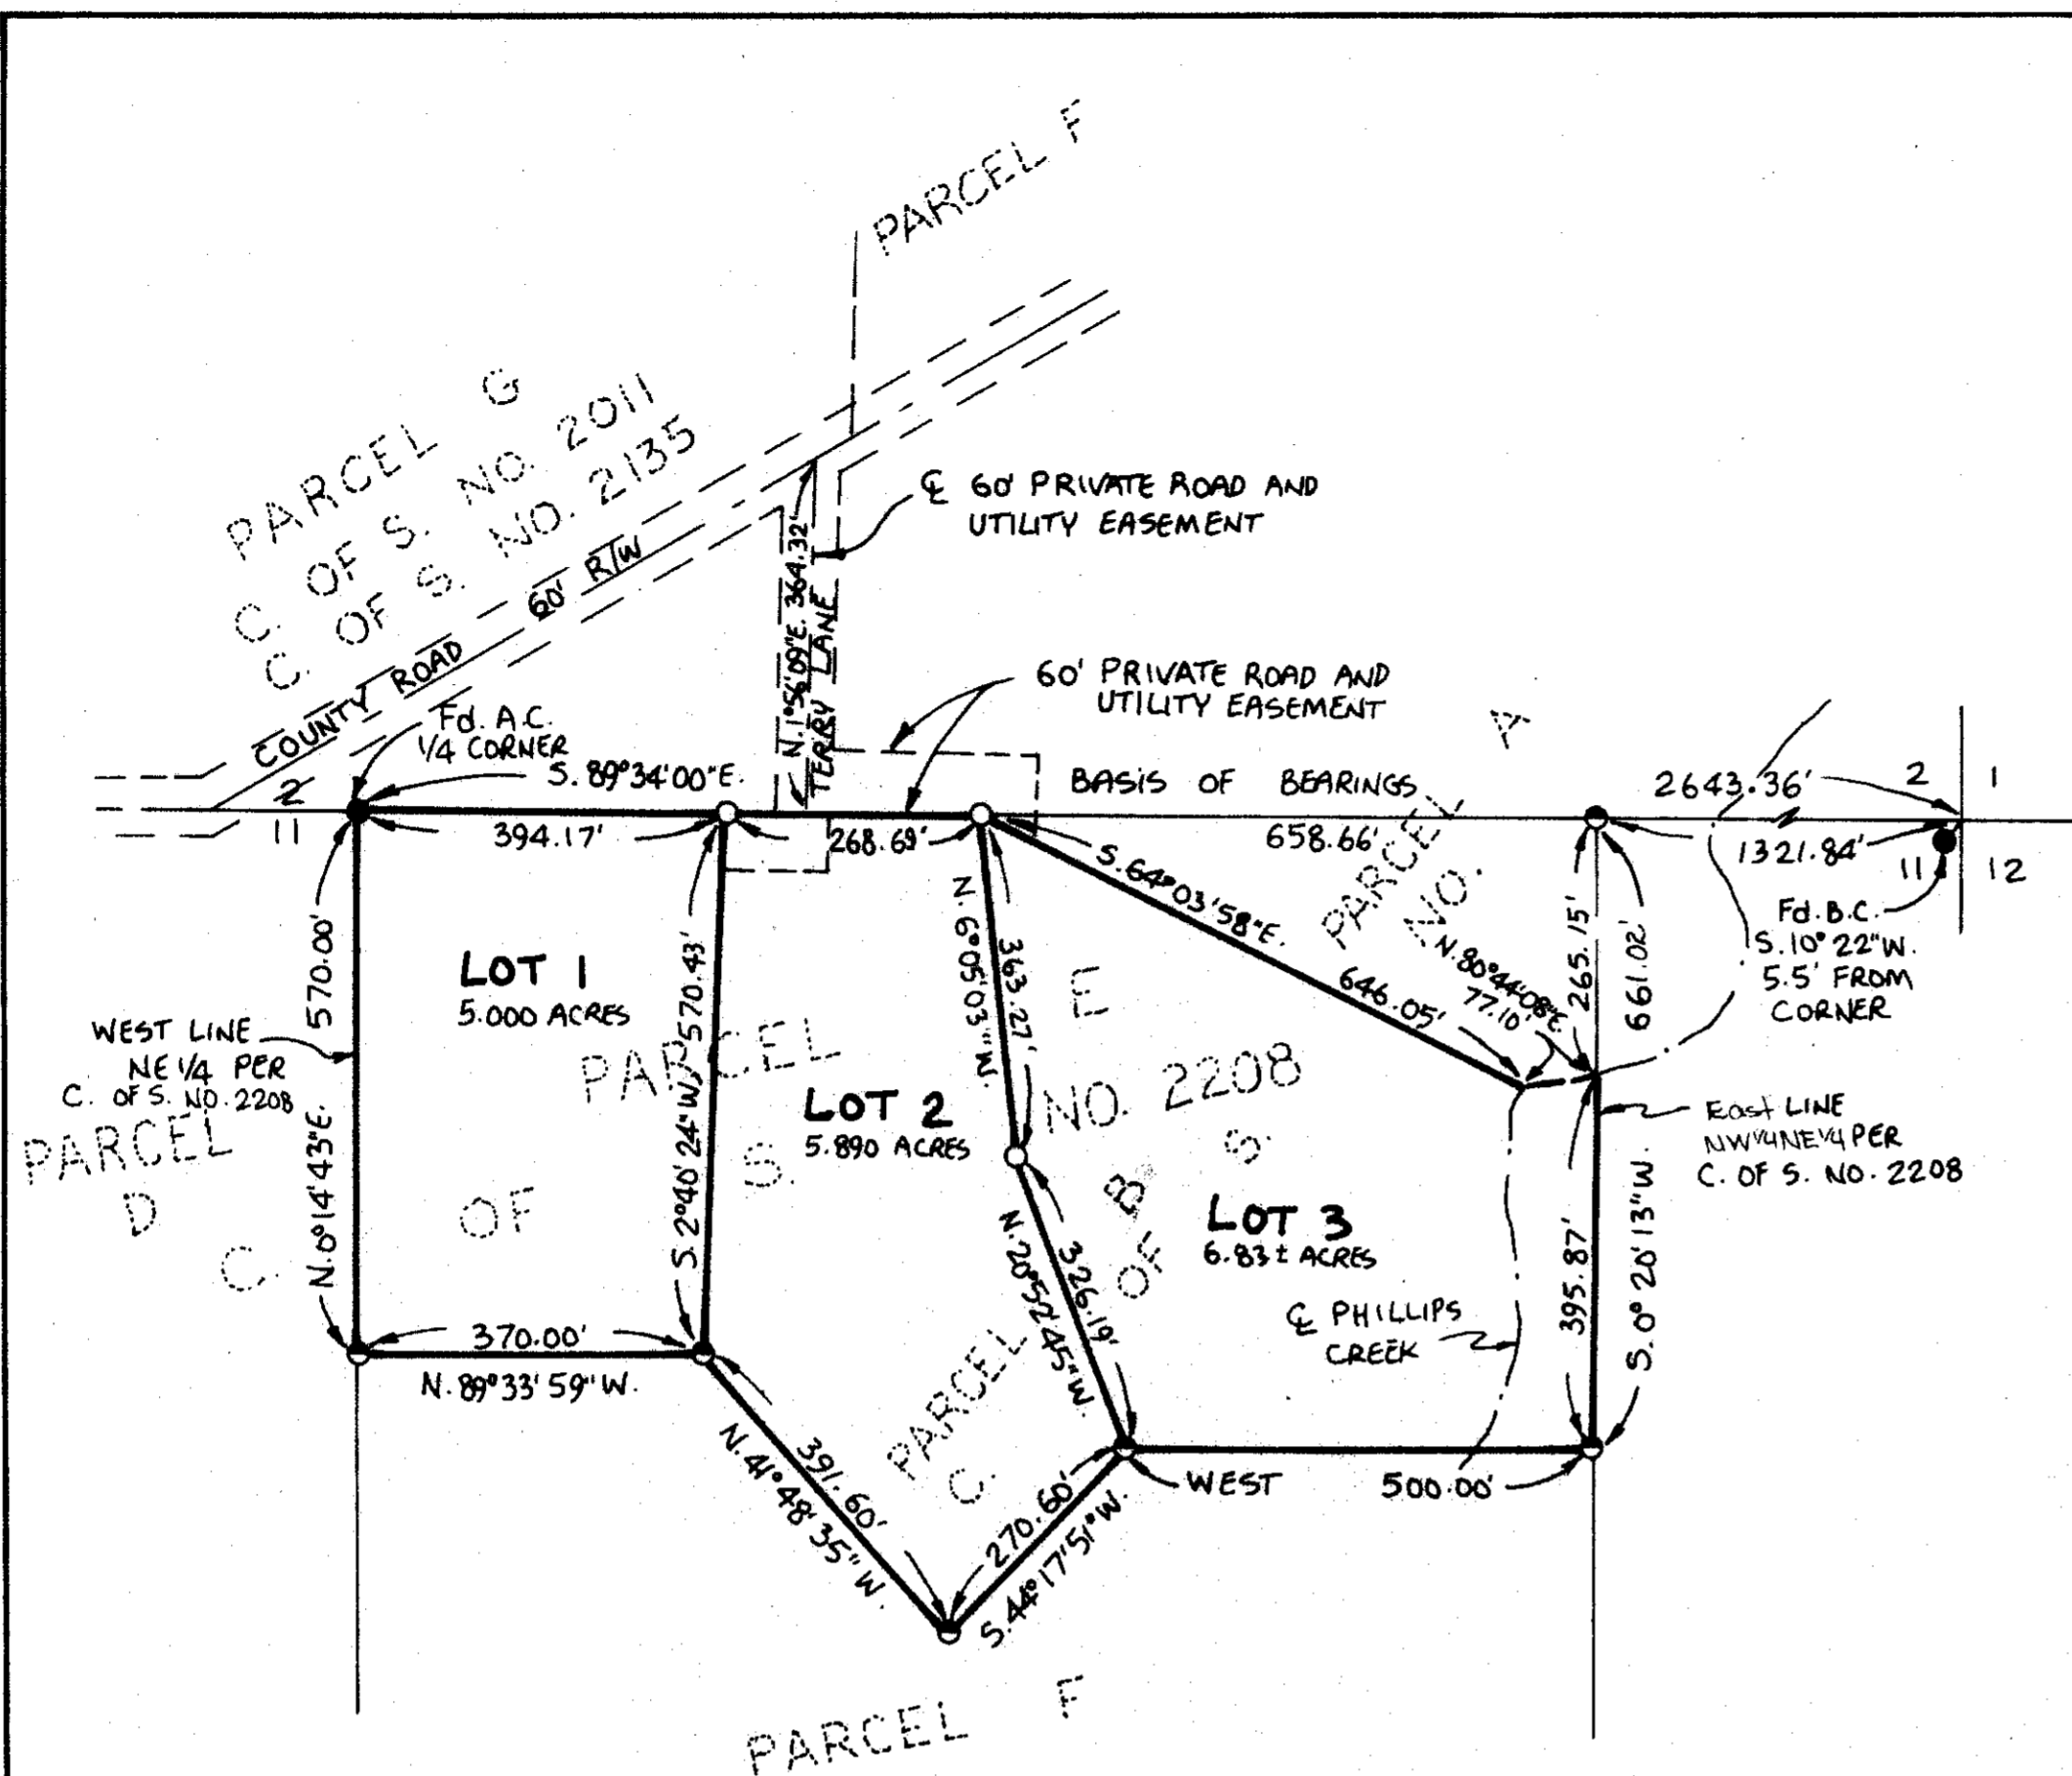 PARCEL F
PARCEL G
C. OF S. NO. 2011
C. OF S. NO. 2135
COUNTY ROAD 60' R/W
℄ 60' PRIVATE ROAD AND
UTILITY EASEMENT
N. 1°56'09"E. 364.32'
TERRY LANE
60' PRIVATE ROAD AND
UTILITY EASEMENT
Fd. A.C.
1/4 CORNER
2
11
S. 89°34'00"E.
394.17'
268.69'
BASIS OF BEARINGS
658.66'
2643.36'
1321.84'
2
1
11
12
Fd. B.C.
S. 10° 22"W.
5.5' FROM
CORNER
PARCEL A
NO.
S. 64°03'58"E.
646.05'
N. 80°44'08"E.
77.10'
265.15'
661.02'
570.00'
N. 0°14'43"E.
WEST LINE
NE 1/4 PER
C. OF S. NO. 2208
PARCEL
D
C.
LOT 1
5.000 ACRES
S. 2°40'24"W. 570.43'
PARCEL E
OF S. NO. 2208
LOT 2
5.890 ACRES
N. 6°05'03"W.
363.27'
N. 20°52'45"W.
326.19'
LOT 3
6.83 ± ACRES
PARCEL B
C. OF S.
℄ PHILLIPS
CREEK
395.87'
S. 0° 20'13"W.
East LINE
NW 1/4 NE 1/4 PER
C. OF S. NO. 2208
370.00'
N. 89°33'59"W.
391.60'
N. 41°48'35"W.
270.60'
S. 44°17'51"W.
WEST 500.00'
PARCEL F